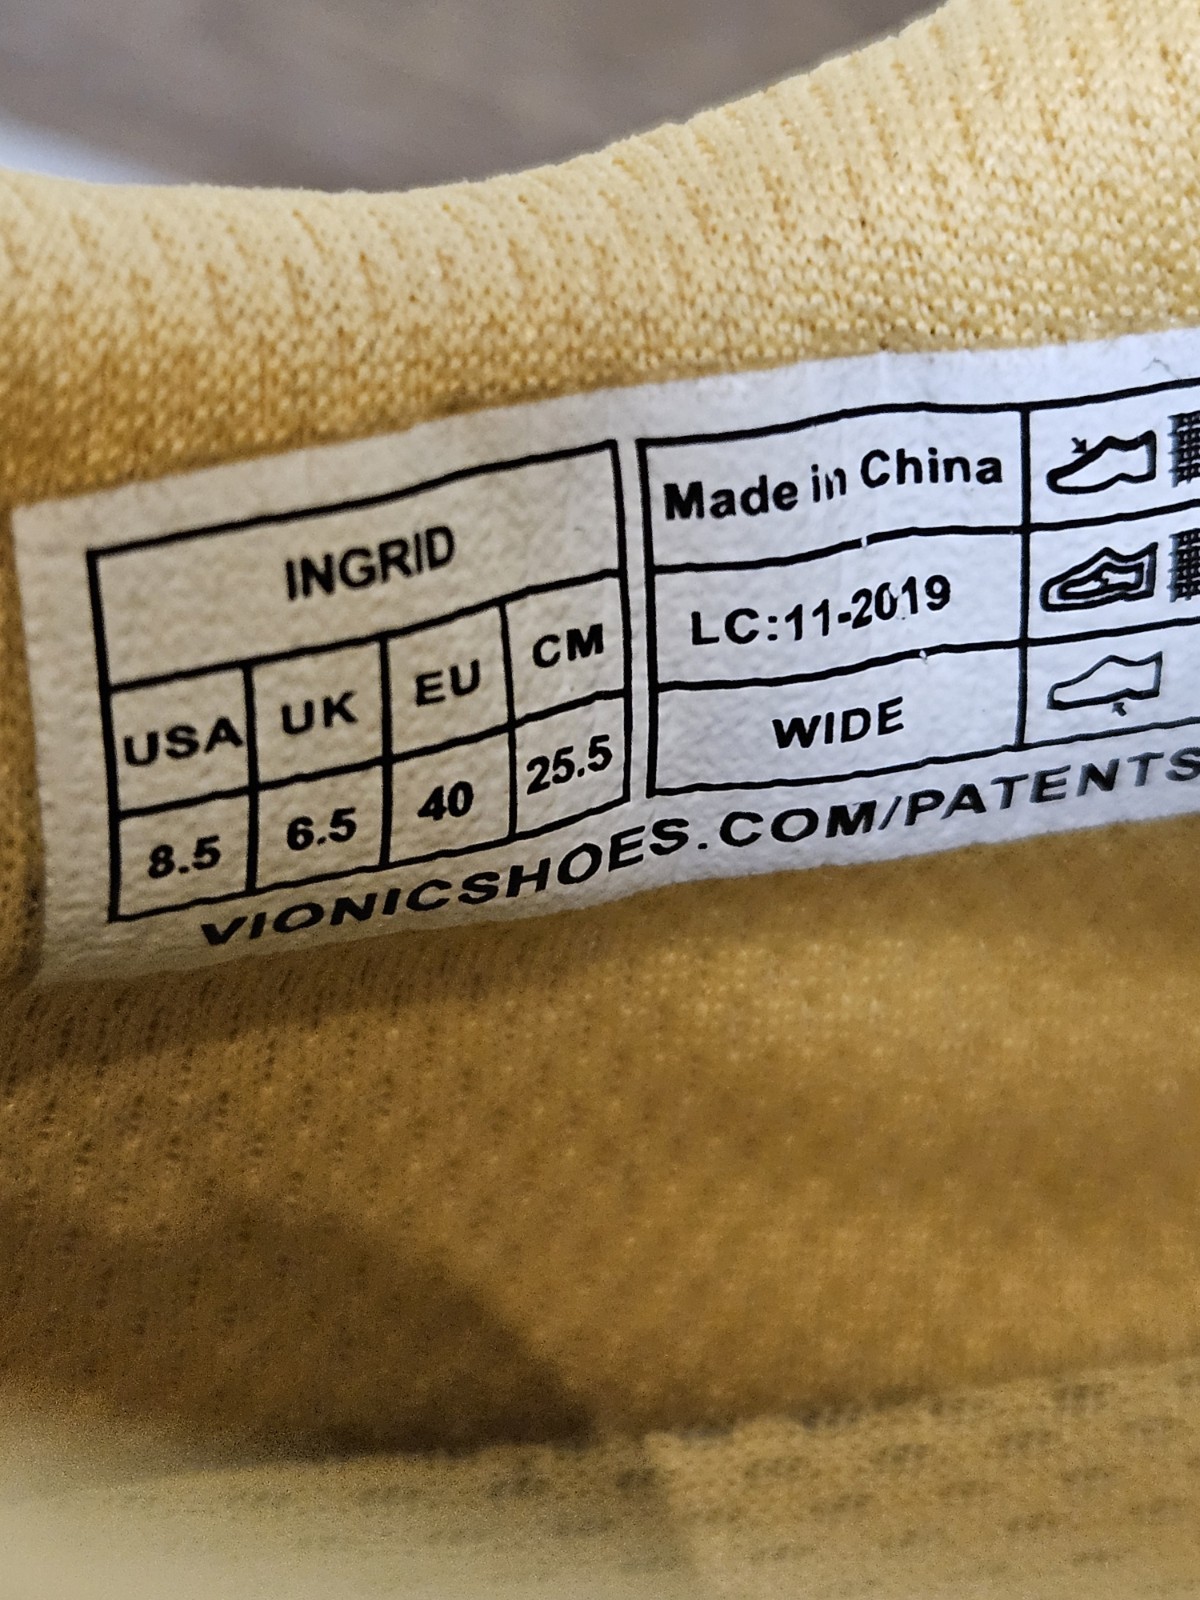 INGRID
USA UK EU CM
8.5 6.5 40 25.5
Made in China
LC:11-2019
WIDE
VIONICSHOES.COM/PATENTS